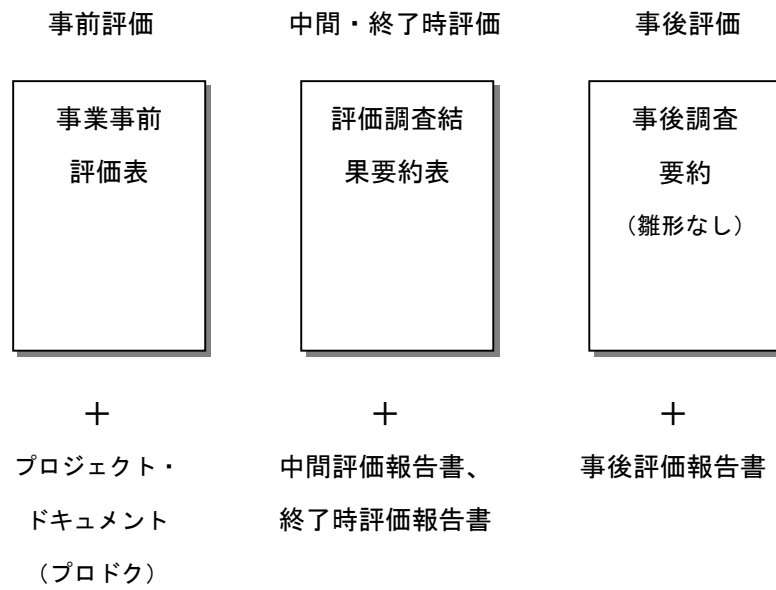 事前評価
中間・終了時評価
事後評価
事業事前
評価表
評価調査結
果要約表
事後調査
要約
（雛形なし）
＋
＋
＋
プロジェクト・
ドキュメント
（プロドク）
中間評価報告書、
終了時評価報告書
事後評価報告書